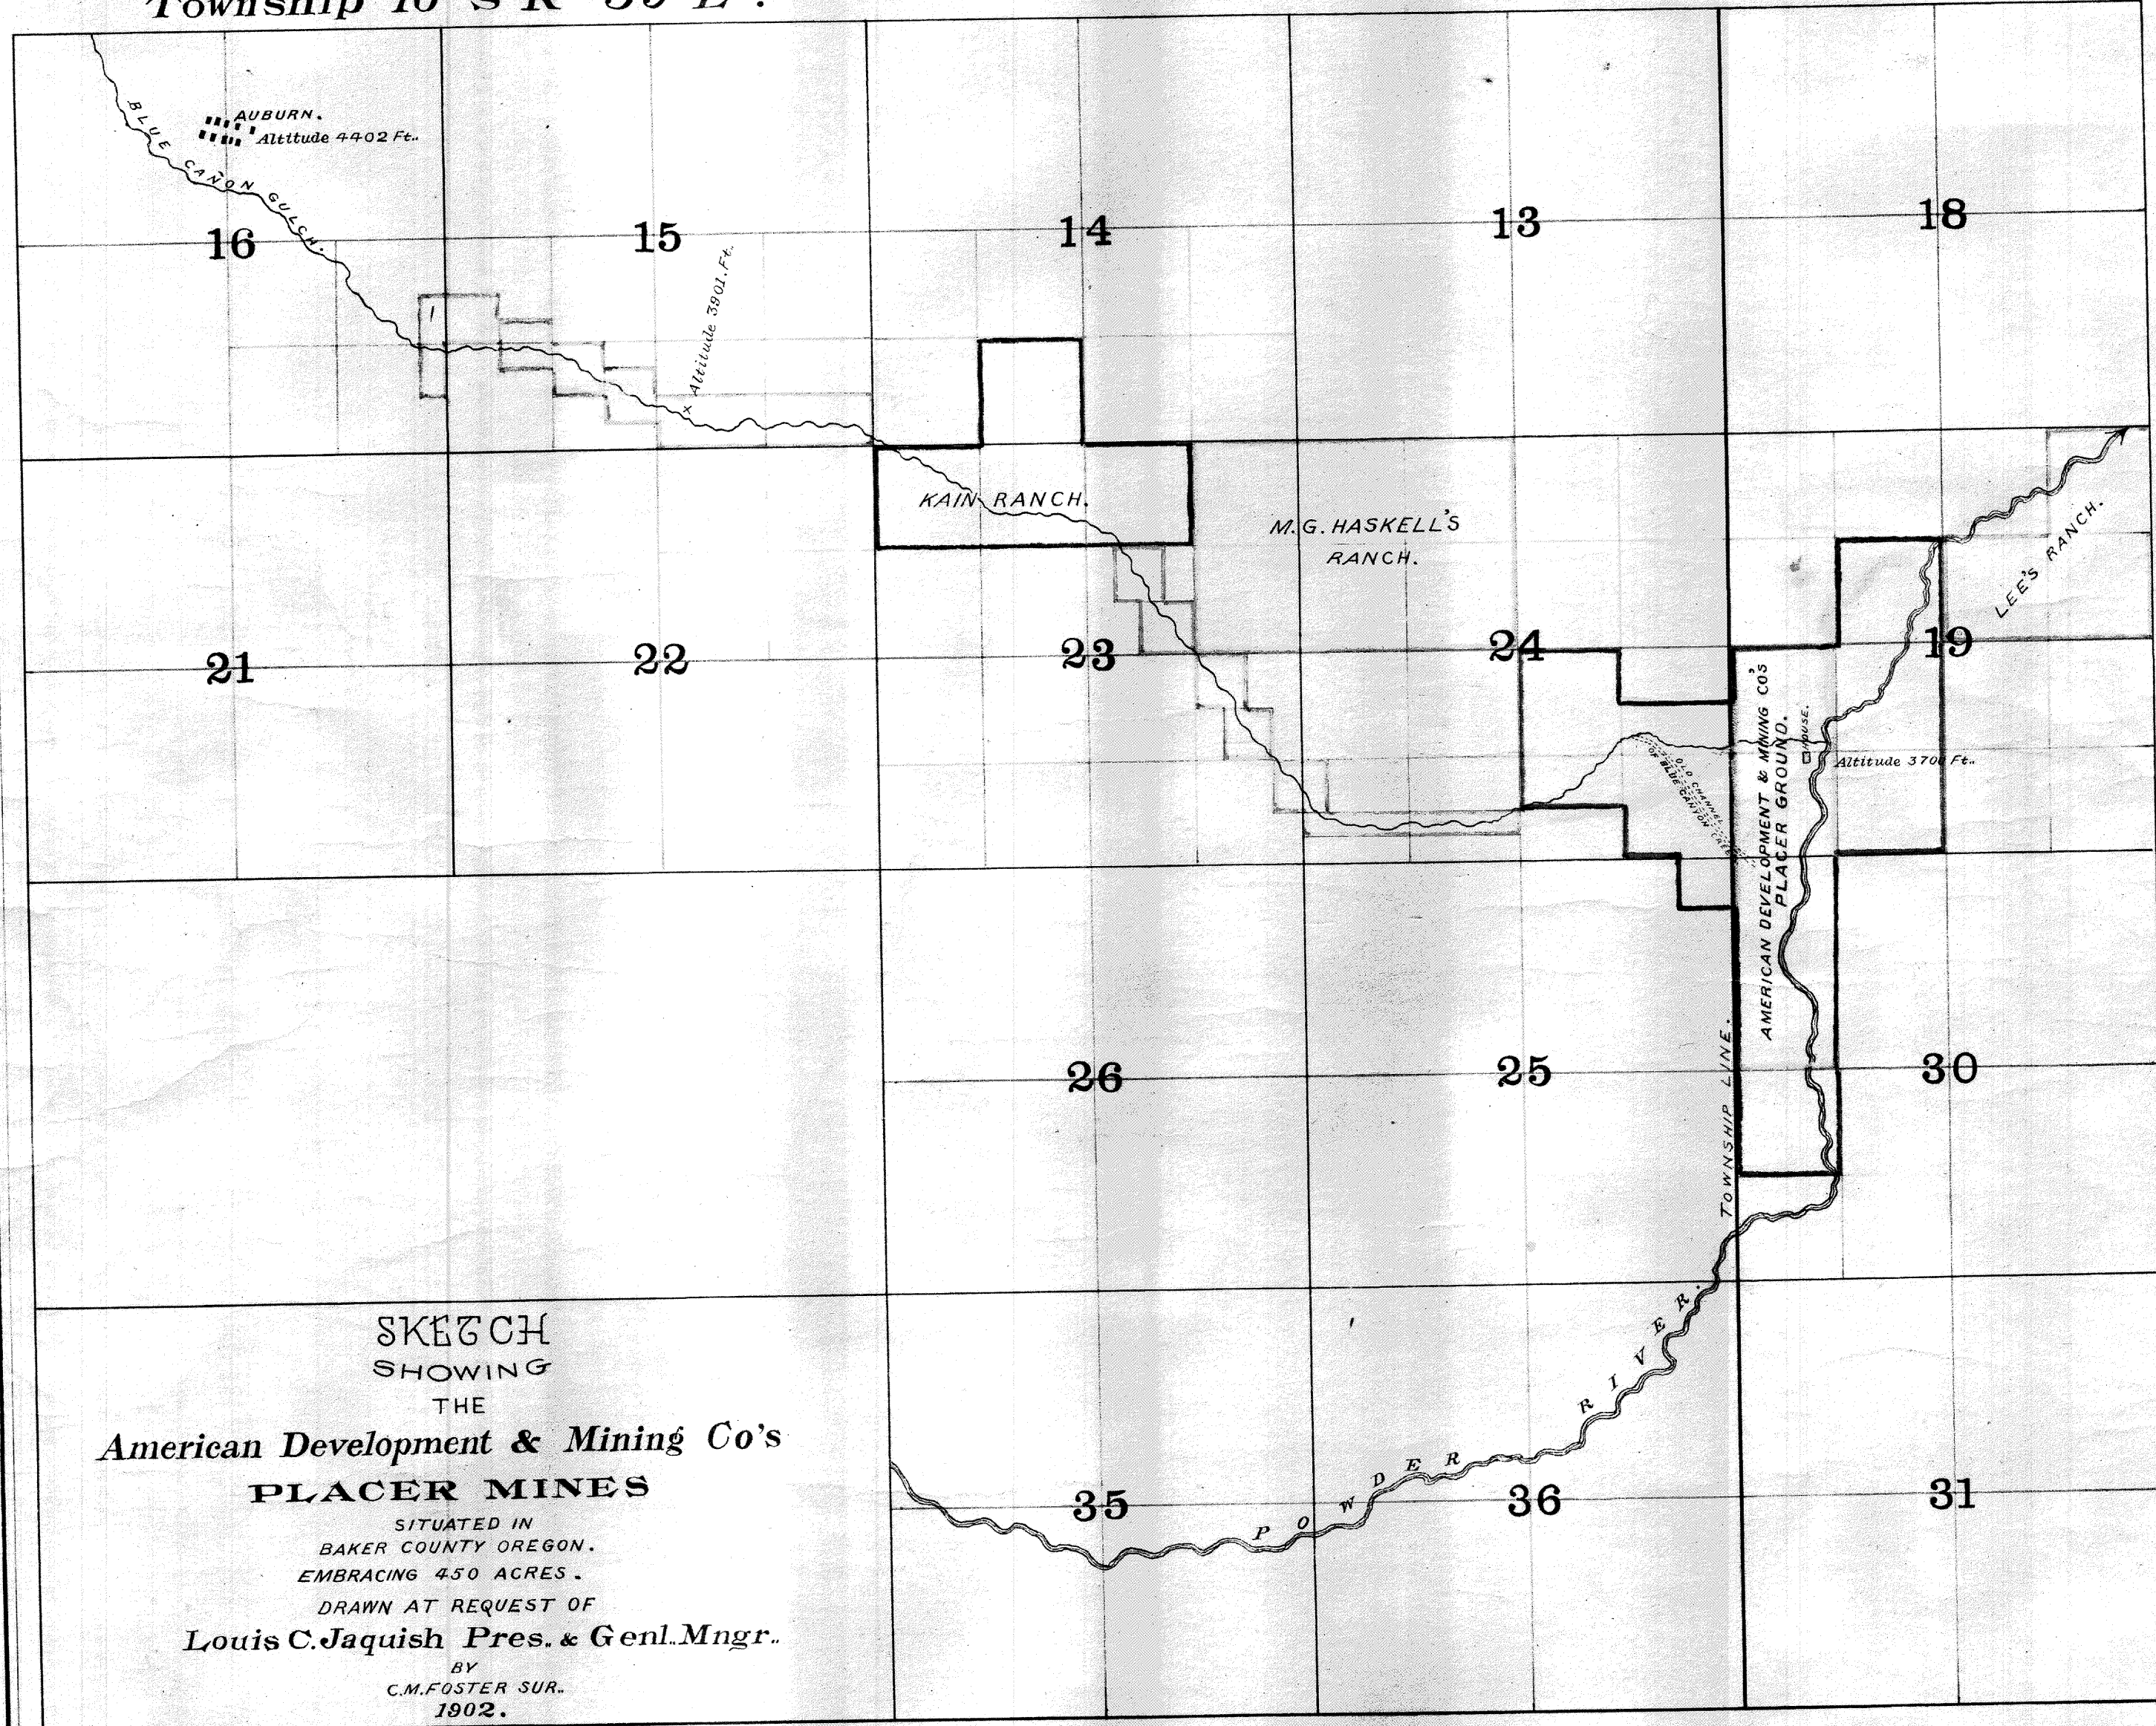 Township 10 S R 39 E.
BLUE CAÑON GULCH.
AUBURN.
Altitude 4402 Ft..
16
15
14
13
18
1
x Altitude 3901.Ft.
KAIN RANCH.
M.G. HASKELL'S
RANCH.
LEE'S RANCH.
21
22
23
24
19
AMERICAN DEVELOPMENT & MINING CO'S
PLACER GROUND.
HOUSE.
Altitude 3700 Ft..
OLD CHANNEL
OF BLUE CANYON CREEK
26
25
30
TOWNSHIP LINE.
POWDER RIVER.
35
36
31
SKETCH
SHOWING
THE
American Development & Mining Co's
PLACER MINES
SITUATED IN
BAKER COUNTY OREGON.
EMBRACING 450 ACRES.
DRAWN AT REQUEST OF
Louis C. Jaquish Pres. & Genl. Mngr..
BY
C.M. FOSTER SUR..
1902.